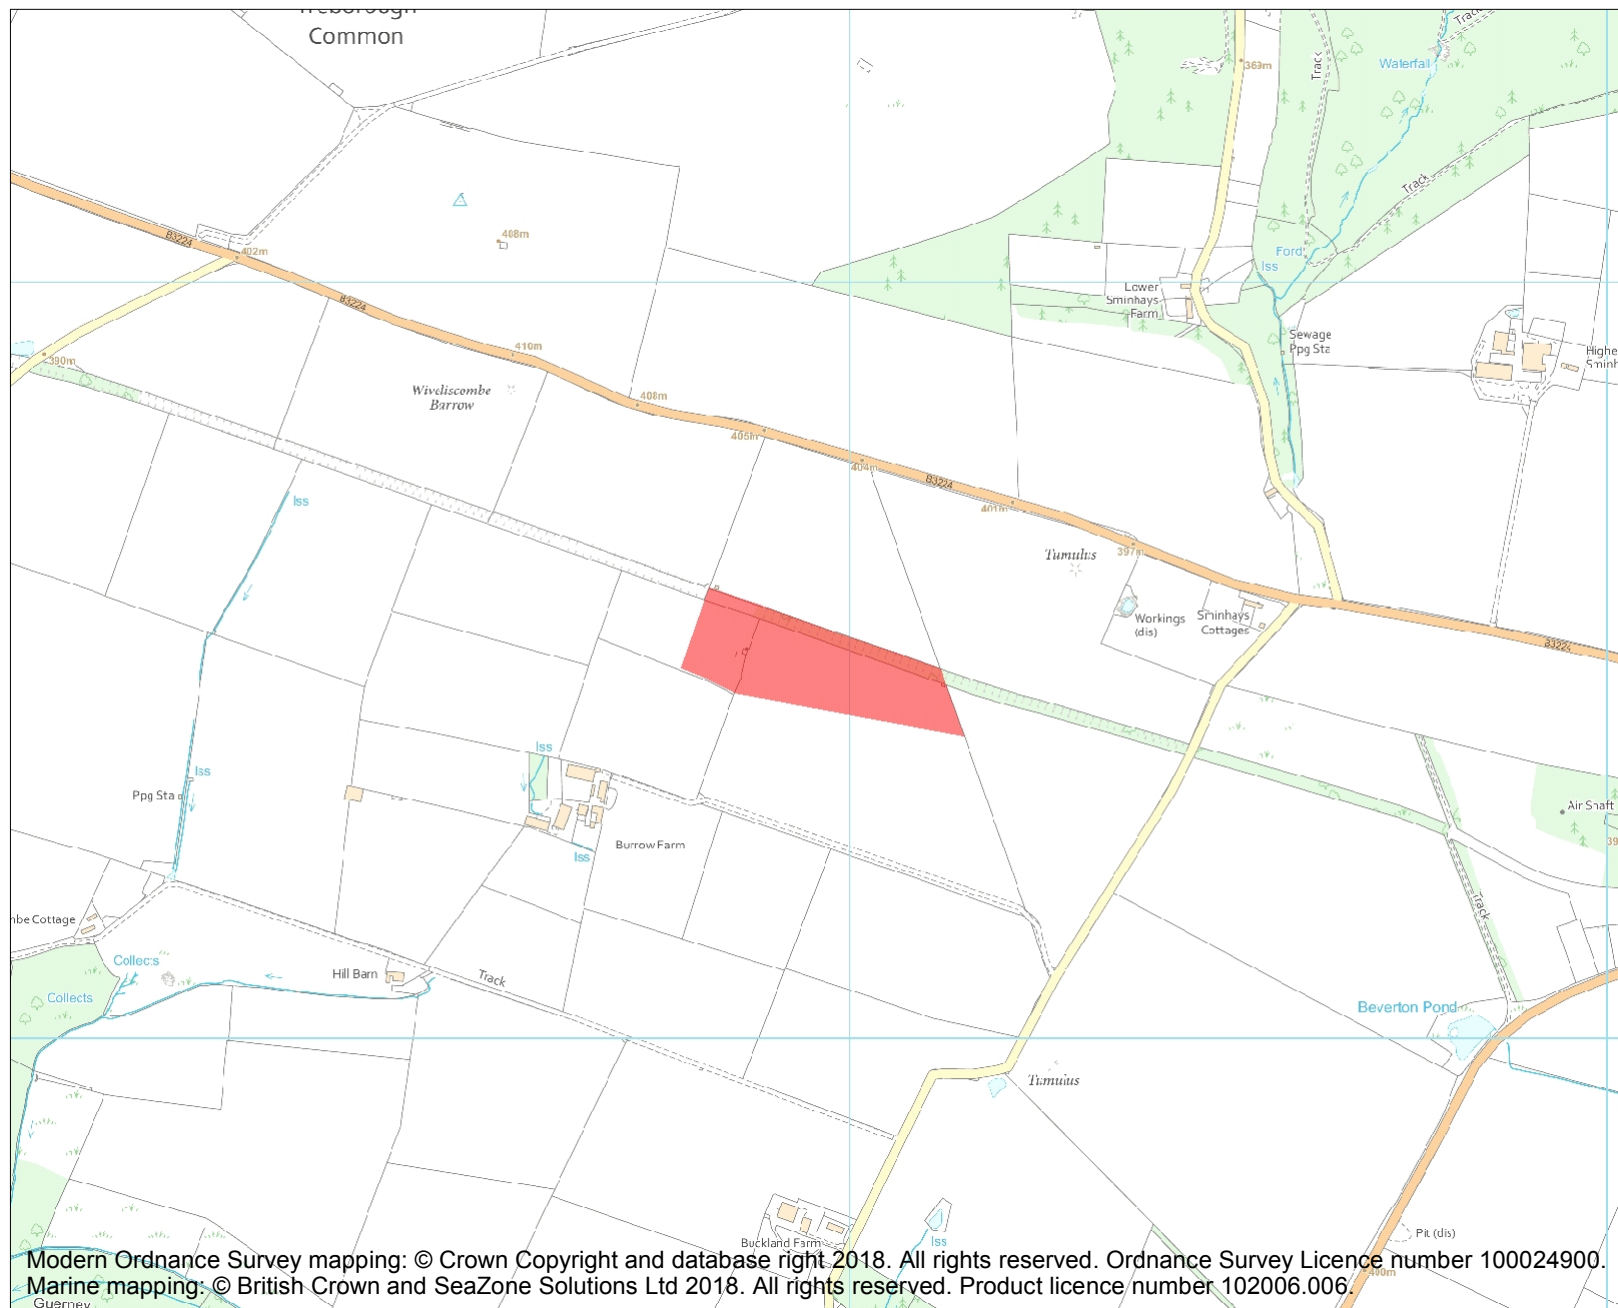 Common
Waterfall
Track
Track
Track
369m
408m
B3224
402m
B3224
Ford
Iss
Lower
Sminhays
Farm
Sewage
Ppg Sta
390m
410m
Wiveliscombe
Barrow
408m
405m
404m
B3224
401m
Iss
Tumulus
397m
Workings
(dis)
Sminhays
Cottages
B3224
Iss
Iss
Ppg Sta
Air Shaft
Burrow Farm
Iss
Track
Collects
Hill Barn
Track
Collects
Beverton Pond
Tumulus
Pit (dis)
Buckland Farm
Iss
Modern Ordnance Survey mapping: © Crown Copyright and database right 2018. All rights reserved. Ordnance Survey Licence number 100024900.
Marine mapping: © British Crown and SeaZone Solutions Ltd 2018. All rights reserved. Product licence number 102006.006.
Guerney